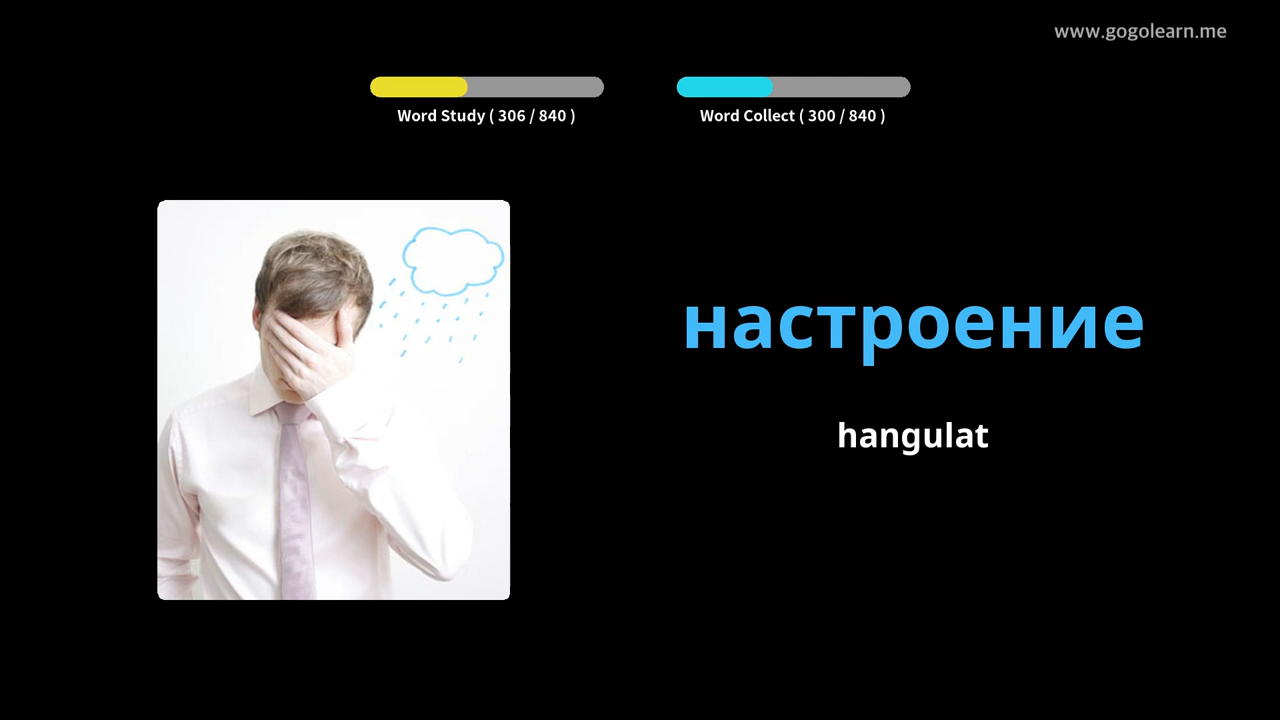 www.gogolearn.me
Word Study ( 306 / 840 )
Word Collect ( 300 / 840 )
настроение
hangulat